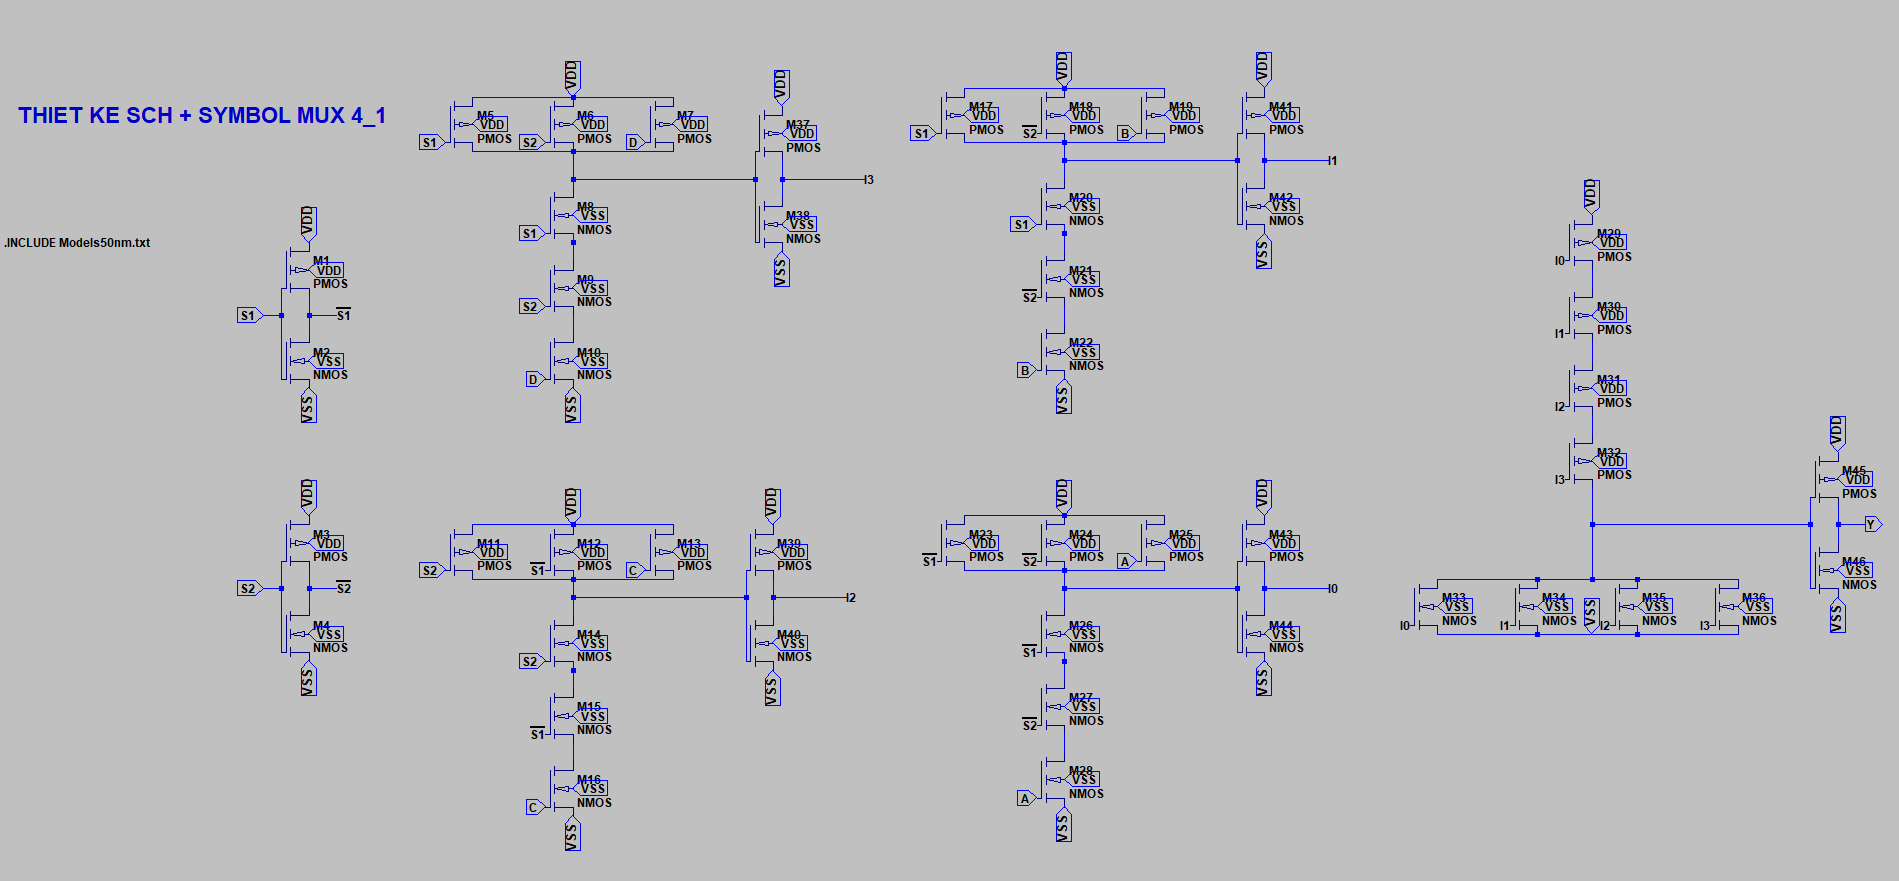 THIET KE SCH + SYMBOL MUX 4_1
.INCLUDE Models50nm.txt
VDD
M1
VDD
PMOS
S1
S̅1̅
M2
VSS
NMOS
VSS
VDD
M3
VDD
PMOS
S2
S̅2̅
M4
VSS
NMOS
VSS
VDD
M5
VDD
PMOS
S1
M6
VDD
PMOS
S2
M7
VDD
PMOS
D
M8
VSS
NMOS
S1
M9
VSS
NMOS
S2
M10
VSS
NMOS
D
VSS
VDD
M37
VDD
PMOS
I3
M38
VSS
NMOS
VSS
VDD
M11
VDD
PMOS
S2
M12
VDD
PMOS
S̅1̅
M13
VDD
PMOS
C
M14
VSS
NMOS
S2
M15
VSS
NMOS
S̅1̅
M16
VSS
NMOS
C
VSS
VDD
M39
VDD
PMOS
I2
M40
VSS
NMOS
VSS
VDD
M17
VDD
PMOS
S1
M18
VDD
PMOS
S̅2̅
M19
VDD
PMOS
B
M20
VSS
NMOS
S1
M21
VSS
NMOS
S̅2̅
M22
VSS
NMOS
B
VSS
VDD
M41
VDD
PMOS
I1
M42
VSS
NMOS
VSS
VDD
M23
VDD
PMOS
S̅1̅
M24
VDD
PMOS
S̅2̅
M25
VDD
PMOS
A
M26
VSS
NMOS
S̅1̅
M27
VSS
NMOS
S̅2̅
M28
VSS
NMOS
A
VSS
VDD
M43
VDD
PMOS
I0
M44
VSS
NMOS
VSS
VDD
M29
VDD
PMOS
I0
M30
VDD
PMOS
I1
M31
VDD
PMOS
I2
M32
VDD
PMOS
I3
M33
VSS
NMOS
I0
M34
VSS
NMOS
I1
VSS
M35
VSS
NMOS
I2
M36
VSS
NMOS
I3
VDD
M45
VDD
PMOS
Y
M46
VSS
NMOS
VSS